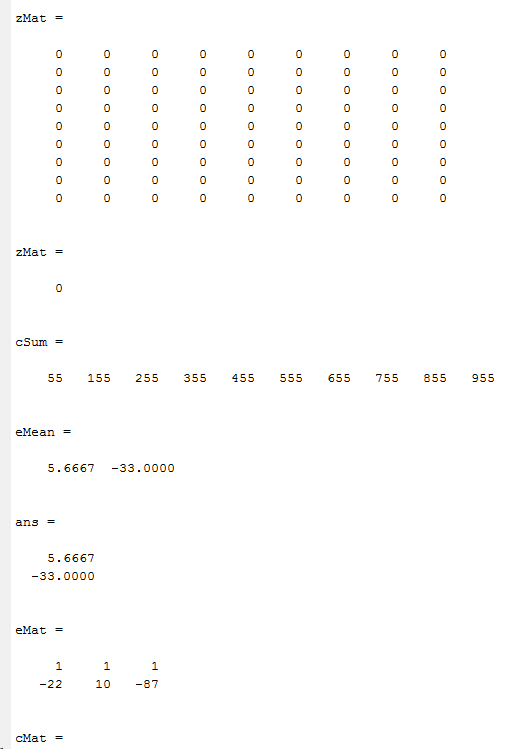 zMat =
0 0 0 0 0 0 0 0 0
0 0 0 0 0 0 0 0 0
0 0 0 0 0 0 0 0 0
0 0 0 0 0 0 0 0 0
0 0 0 0 0 0 0 0 0
0 0 0 0 0 0 0 0 0
0 0 0 0 0 0 0 0 0
0 0 0 0 0 0 0 0 0
0 0 0 0 0 0 0 0 0
zMat =
0
cSum =
55 155 255 355 455 555 655 755 855 955
eMean =
5.6667 -33.0000
ans =
5.6667
-33.0000
eMat =
1 1 1
-22 10 -87
cMat =